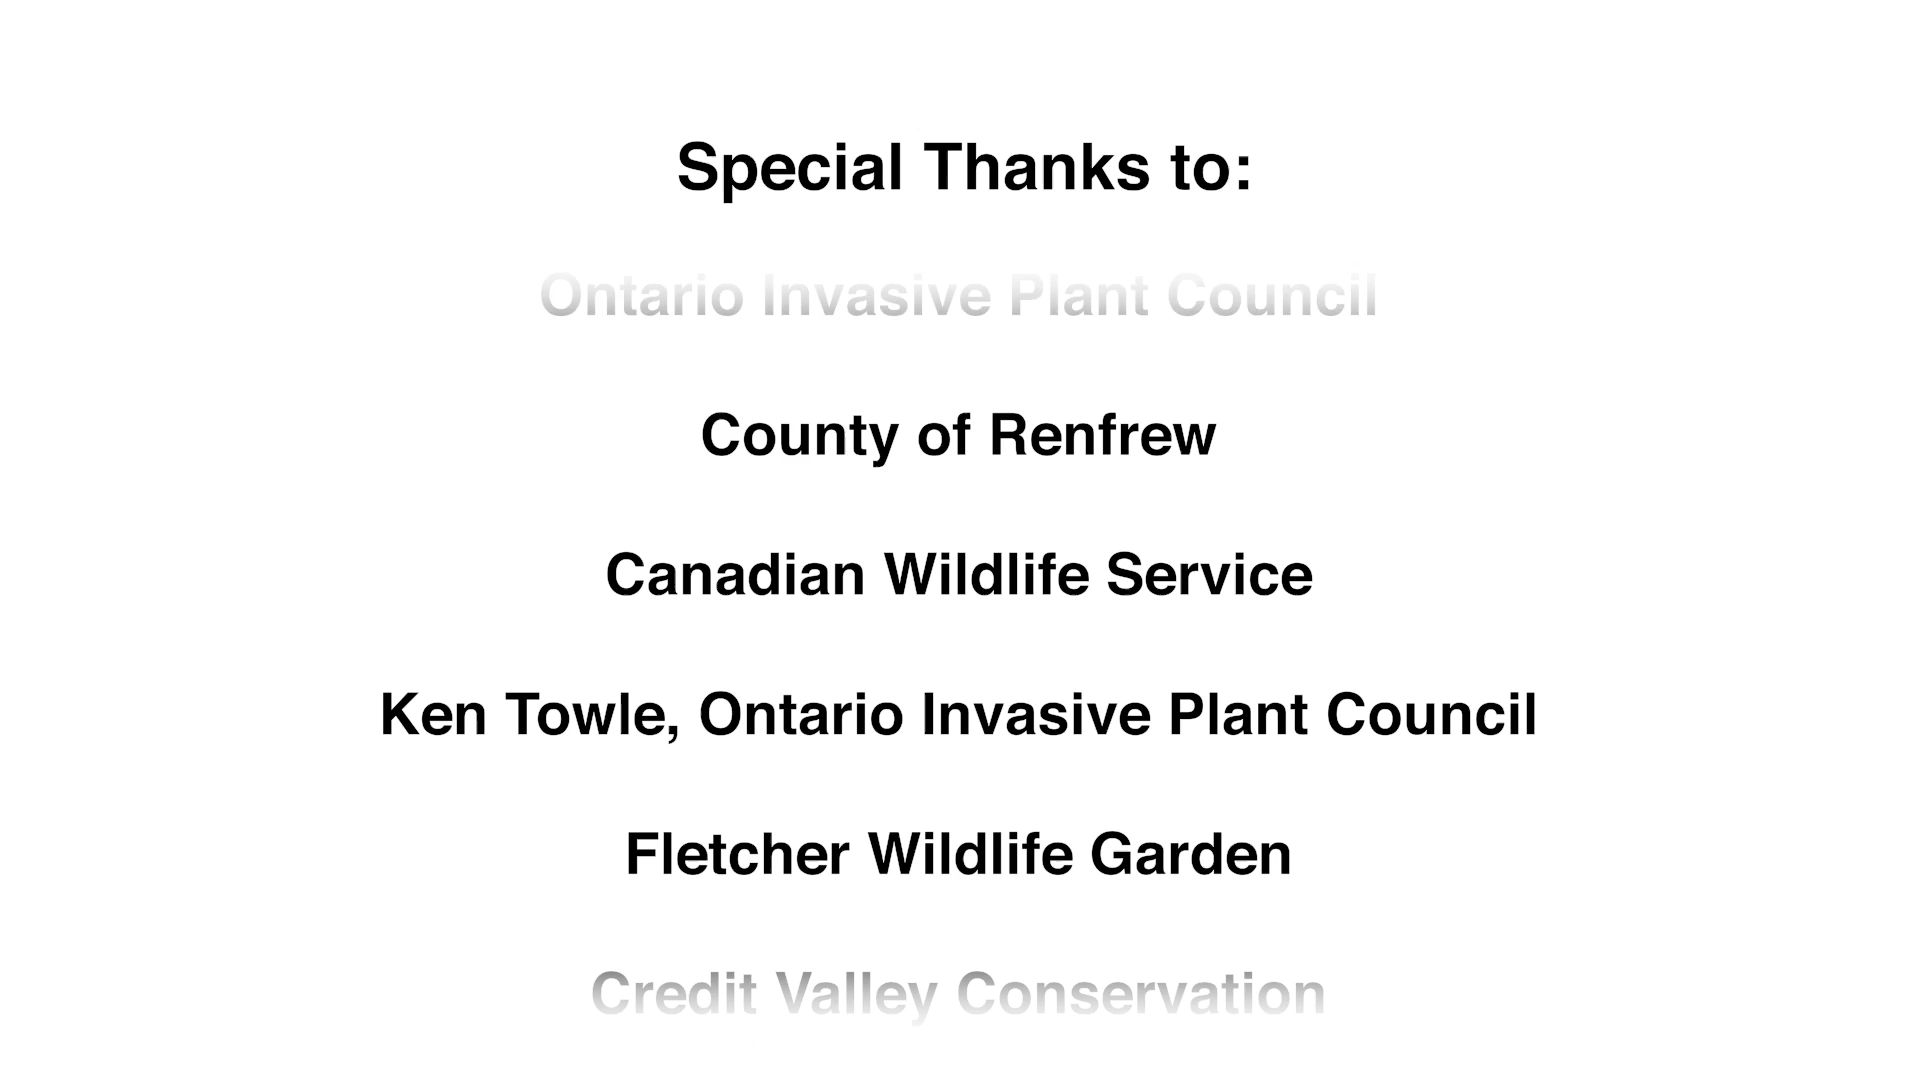 Special Thanks to:
Ontario Invasive Plant Council
County of Renfrew
Canadian Wildlife Service
Ken Towle, Ontario Invasive Plant Council
Fletcher Wildlife Garden
Credit Valley Conservation